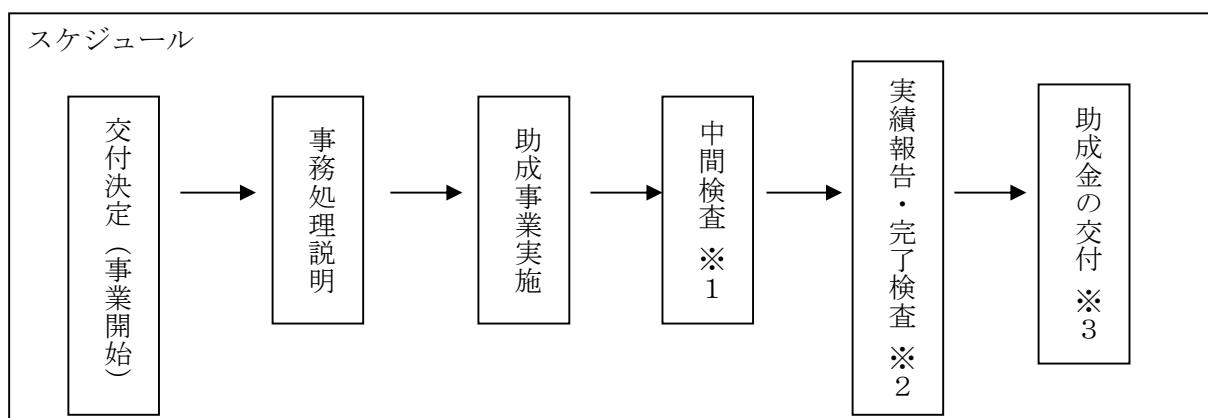 スケジュール
交付決定（事業開始）
事務処理説明
助成事業実施
中間検査 ※１
実績報告・完了検査 ※２
助成金の交付 ※３